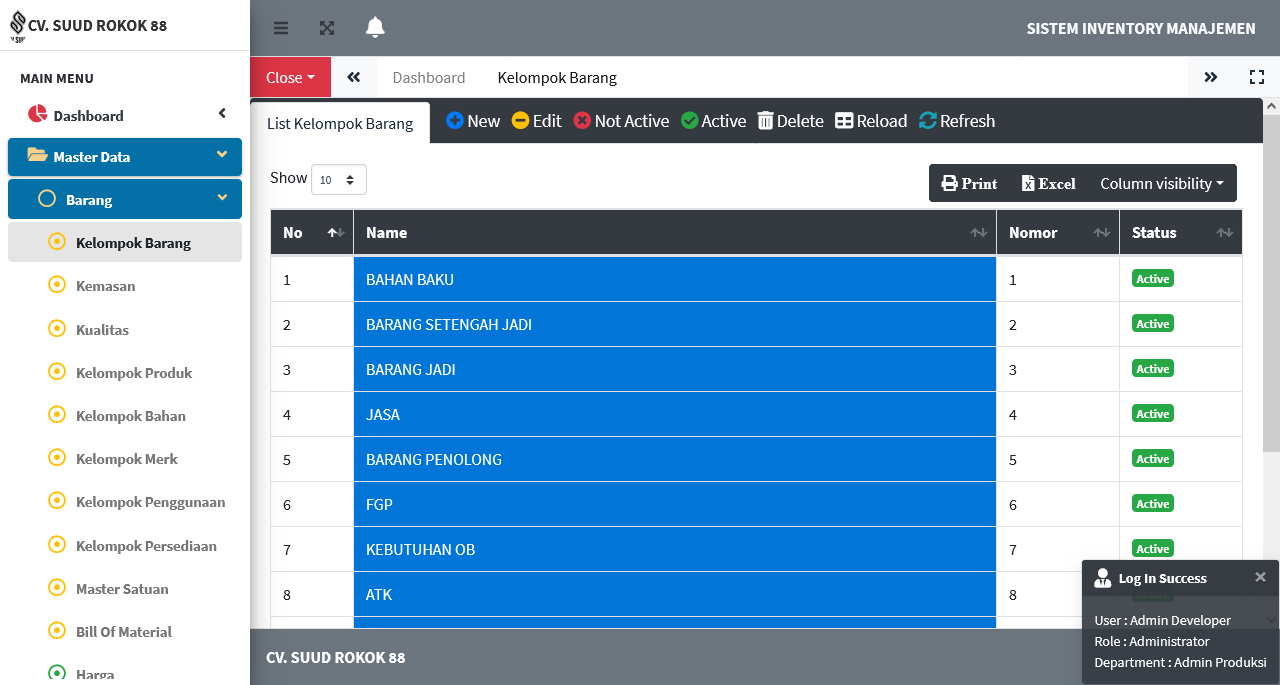 CV. SUUD ROKOK 88
SISTEM INVENTORY MANAJEMEN
MAIN MENU
Dashboard
Master Data
Barang
Kelompok Barang
Kemasan
Kualitas
Kelompok Produk
Kelompok Bahan
Kelompok Merk
Kelompok Penggunaan
Kelompok Persediaan
Master Satuan
Bill Of Material
Harga
Close
Dashboard
Kelompok Barang
List Kelompok Barang
New Edit Not Active Active Delete Reload Refresh
Show 10
Print Excel Column visibility
No Name Nomor Status
1 BAHAN BAKU 1 Active
2 BARANG SETENGAH JADI 2 Active
3 BARANG JADI 3 Active
4 JASA 4 Active
5 BARANG PENOLONG 5 Active
6 FGP 6 Active
7 KEBUTUHAN OB 7 Active
8 ATK 8 Active
Log In Success
User : Admin Developer
Role : Administrator
Department : Admin Produksi
CV. SUUD ROKOK 88